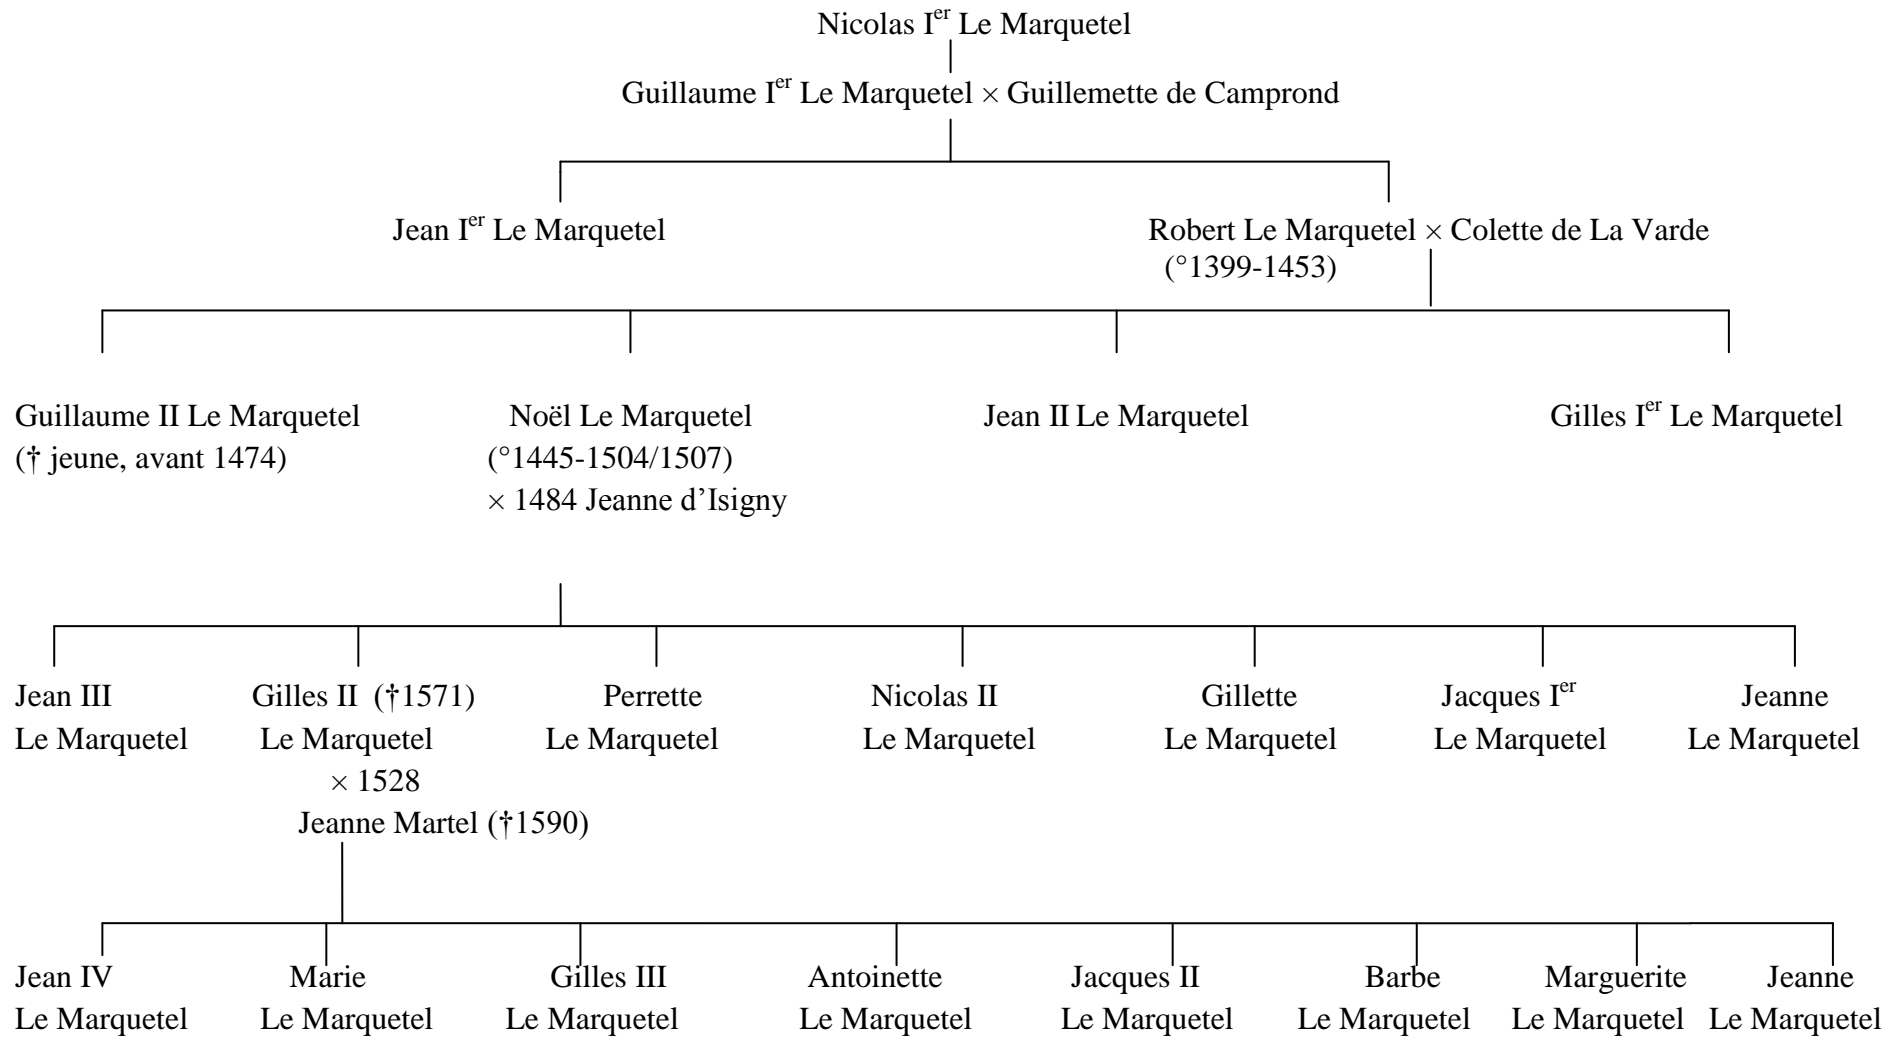 Nicolas Ier Le Marquetel
Guillaume Ier Le Marquetel × Guillemette de Camprond
Jean Ier Le Marquetel
Robert Le Marquetel × Colette de La Varde
(°1399-1453)
Guillaume II Le Marquetel
(† jeune, avant 1474)
Noël Le Marquetel
(°1445-1504/1507)
× 1484 Jeanne d’Isigny
Jean II Le Marquetel
Gilles Ier Le Marquetel
Jean III
Le Marquetel
Gilles II (†1571)
Le Marquetel
× 1528
Jeanne Martel (†1590)
Perrette
Le Marquetel
Nicolas II
Le Marquetel
Gillette
Le Marquetel
Jacques Ier
Le Marquetel
Jeanne
Le Marquetel
Jean IV
Le Marquetel
Marie
Le Marquetel
Gilles III
Le Marquetel
Antoinette
Le Marquetel
Jacques II
Le Marquetel
Barbe
Le Marquetel
Marguerite
Le Marquetel
Jeanne
Le Marquetel